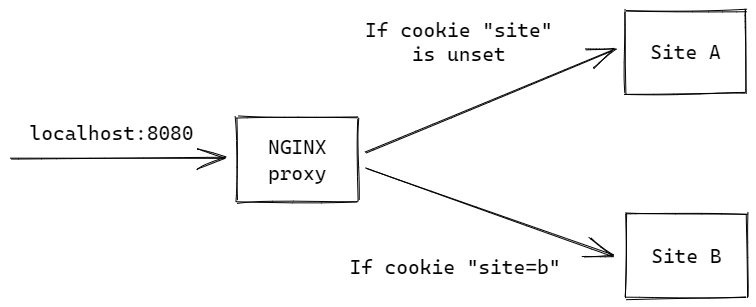 If cookie "site"
is unset
Site A
localhost:8080
NGINX
proxy
If cookie "site=b"
Site B